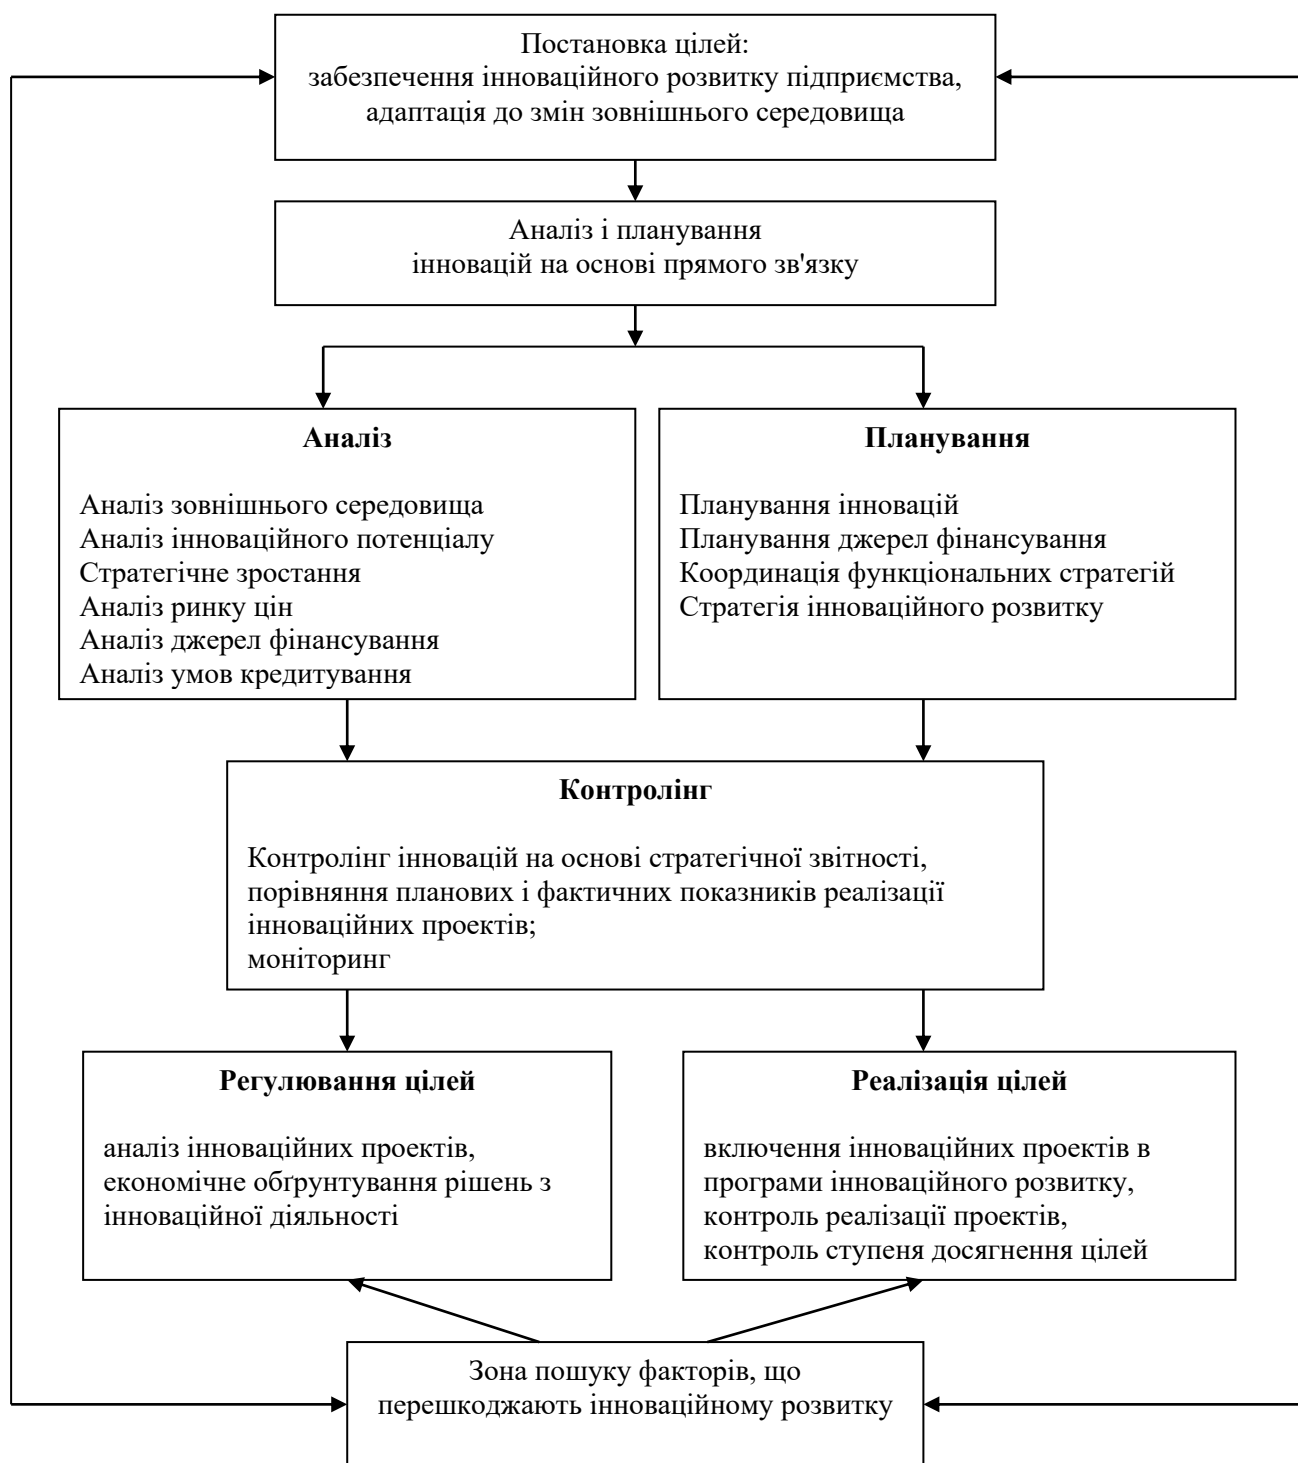 Постановка цілей:
забезпечення інноваційного розвитку підприємства,
адаптація до змін зовнішнього середовища
Аналіз і планування
інновацій на основі прямого зв'язку
Аналіз
Аналіз зовнішнього середовища
Аналіз інноваційного потенціалу
Стратегічне зростання
Аналіз ринку цін
Аналіз джерел фінансування
Аналіз умов кредитування
Планування
Планування інновацій
Планування джерел фінансування
Координація функціональних стратегій
Стратегія інноваційного розвитку
Контролінг
Контролінг інновацій на основі стратегічної звітності,
порівняння планових і фактичних показників реалізації
інноваційних проектів;
моніторинг
Регулювання цілей
аналіз інноваційних проектів,
економічне обґрунтування рішень з
інноваційної діяльності
Реалізація цілей
включення інноваційних проектів в
програми інноваційного розвитку,
контроль реалізації проектів,
контроль ступеня досягнення цілей
Зона пошуку факторів, що
перешкоджають інноваційному розвитку